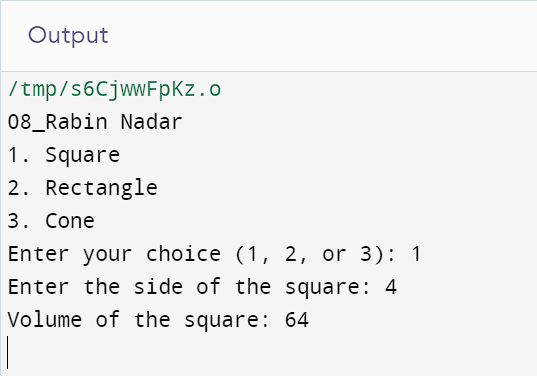 Output
/tmp/s6CjwwFpKz.o
08_Rabin Nadar
1. Square
2. Rectangle
3. Cone
Enter your choice (1, 2, or 3): 1
Enter the side of the square: 4
Volume of the square: 64